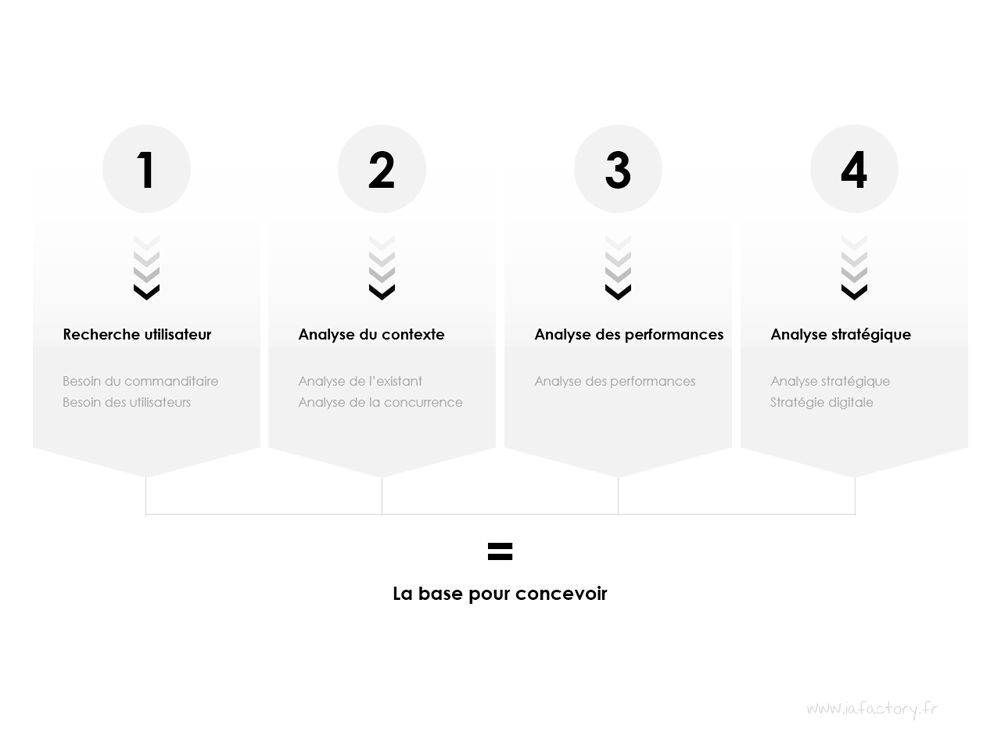 1
2
3
4
Recherche utilisateur
Besoin du commanditaire
Besoin des utilisateurs
Analyse du contexte
Analyse de l'existant
Analyse de la concurrence
Analyse des performances
Analyse des performances
Analyse stratégique
Analyse stratégique
Stratégie digitale
=
La base pour concevoir
www.iafactory.fr